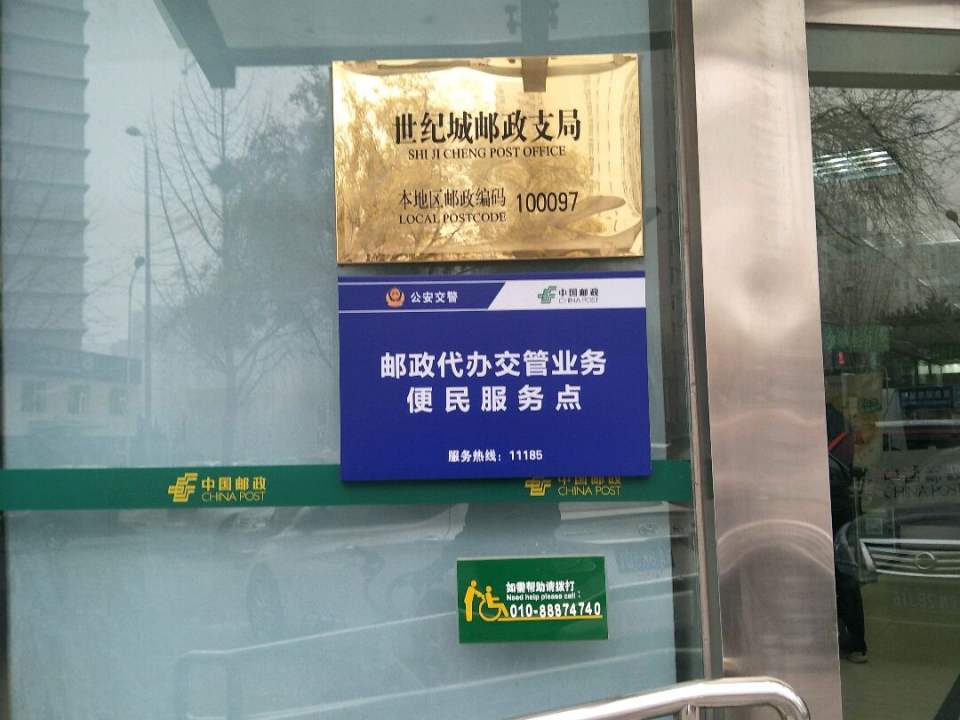 世纪城邮政支局
SHI JI CHENG POST OFFICE
本地区邮政编码 100097
LOCAL POSTCODE
公安交警
中国邮政
CHINA POST
邮政代办交管业务
便民服务点
服务热线：11185
中国邮政
CHINA POST
中国邮政
CHINA POST
如需帮助请拨打
Need help please call:
010-88874740